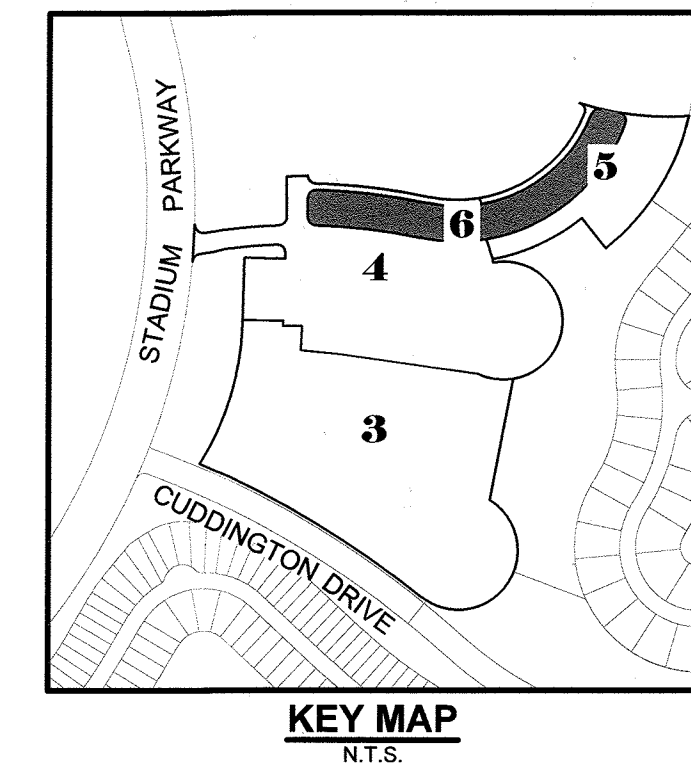 STADIUM PARKWAY
5
6
4
3
CUDDINGTON DRIVE
KEY MAP
N.T.S.